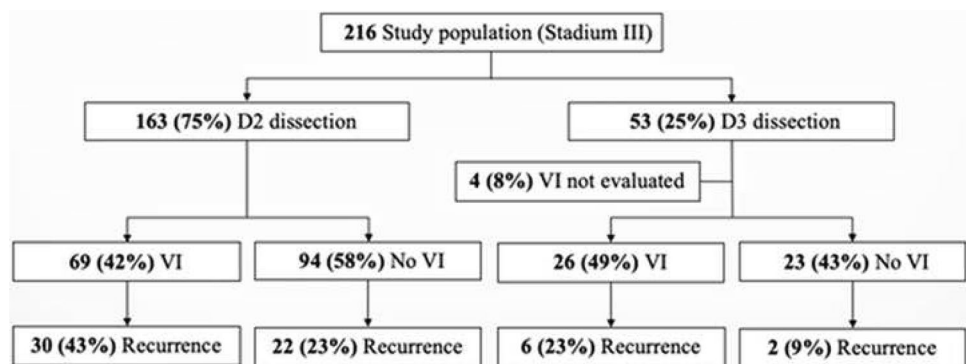 216 Study population (Stadium III)
163 (75%) D2 dissection
53 (25%) D3 dissection
4 (8%) VI not evaluated
69 (42%) VI
94 (58%) No VI
26 (49%) VI
23 (43%) No VI
30 (43%) Recurrence
22 (23%) Recurrence
6 (23%) Recurrence
2 (9%) Recurrence